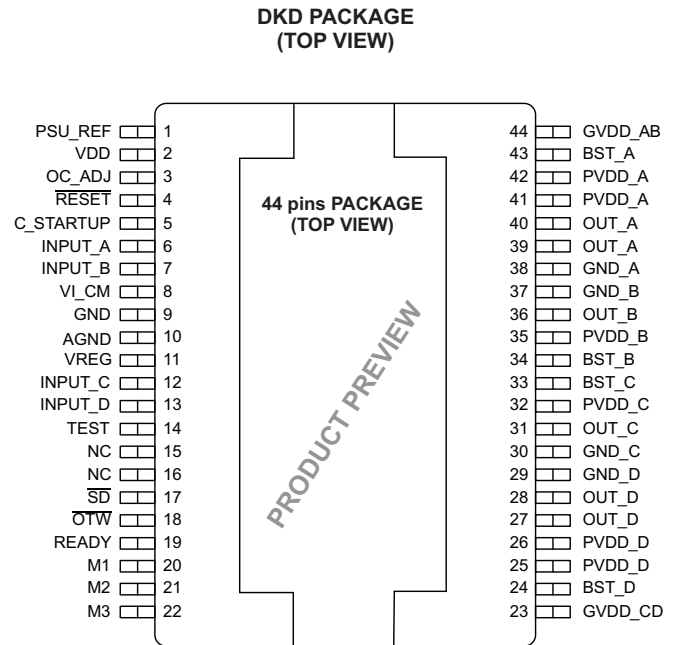 DKD PACKAGE
(TOP VIEW)
PSU_REF 1 44 GVDD_AB
VDD 2 43 BST_A
OC_ADJ 3 42 PVDD_A
RESET 4 41 PVDD_A
C_STARTUP 5 40 OUT_A
INPUT_A 6 39 OUT_A
INPUT_B 7 38 GND_A
VI_CM 8 37 GND_B
GND 9 36 OUT_B
AGND 10 35 PVDD_B
VREG 11 34 BST_B
INPUT_C 12 33 BST_C
INPUT_D 13 32 PVDD_C
TEST 14 31 OUT_C
NC 15 30 GND_C
NC 16 29 GND_D
SD 17 28 OUT_D
OTW 18 27 OUT_D
READY 19 26 PVDD_D
M1 20 25 PVDD_D
M2 21 24 BST_D
M3 22 23 GVDD_CD
44 pins PACKAGE
(TOP VIEW)
PRODUCT PREVIEW